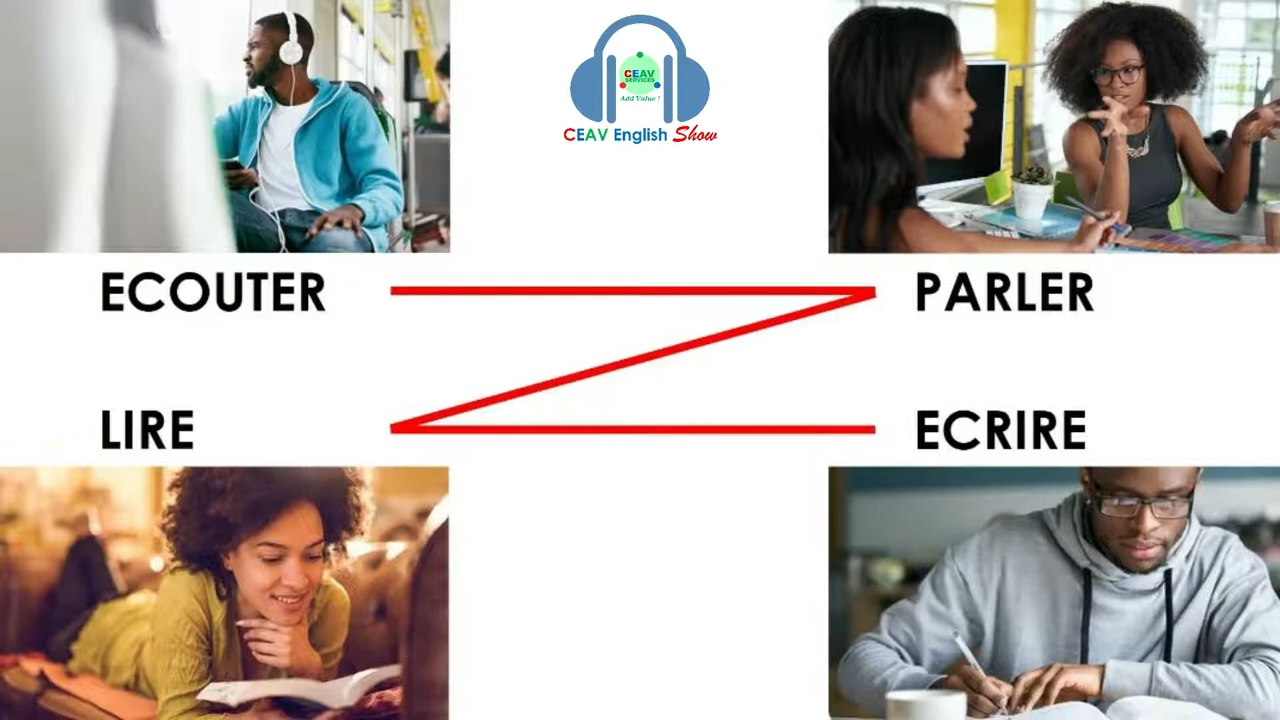 CEAV
SERVICES
Add Value !
CEAV English Show
ECOUTER
PARLER
LIRE
ECRIRE